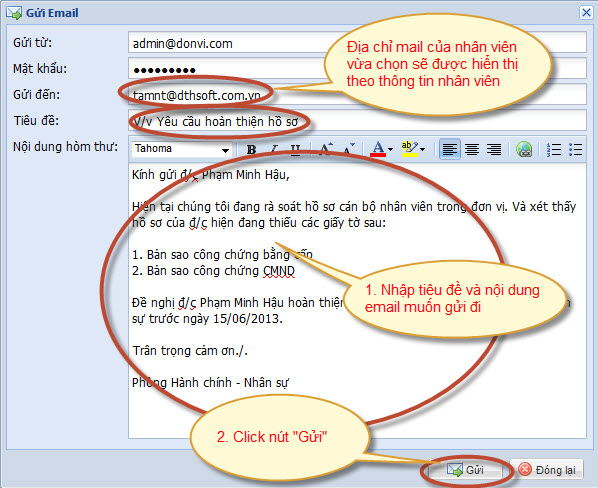 Gửi Email
Gửi từ: admin@donvi.com
Mật khẩu: ●●●●●●●●●
Gửi đến: tamnt@dthsoft.com.vn
Tiêu đề: V/v Yêu cầu hoàn thiện hồ sơ
Địa chỉ mail của nhân viên
vừa chọn sẽ được hiển thị
theo thông tin nhân viên
Nội dung hòm thư:
Tahoma B I U A A A ab
Kính gửi đ/c Phạm Minh Hậu,
Hiện tại chúng tôi đang rà soát hồ sơ cán bộ nhân viên trong đơn vị. Và xét thấy
hồ sơ của đ/c hiện đang thiếu các giấy tờ sau:
1. Bản sao công chứng bằng cấp
2. Bản sao công chứng CMND
Đề nghị đ/c Phạm Minh Hậu hoàn thiện
sự trước ngày 15/06/2013.
Trân trọng cảm ơn./.
Phòng Hành chính - Nhân sự
1. Nhập tiêu đề và nội dung
email muốn gửi đi
2. Click nút "Gửi"
Gửi Đóng lại